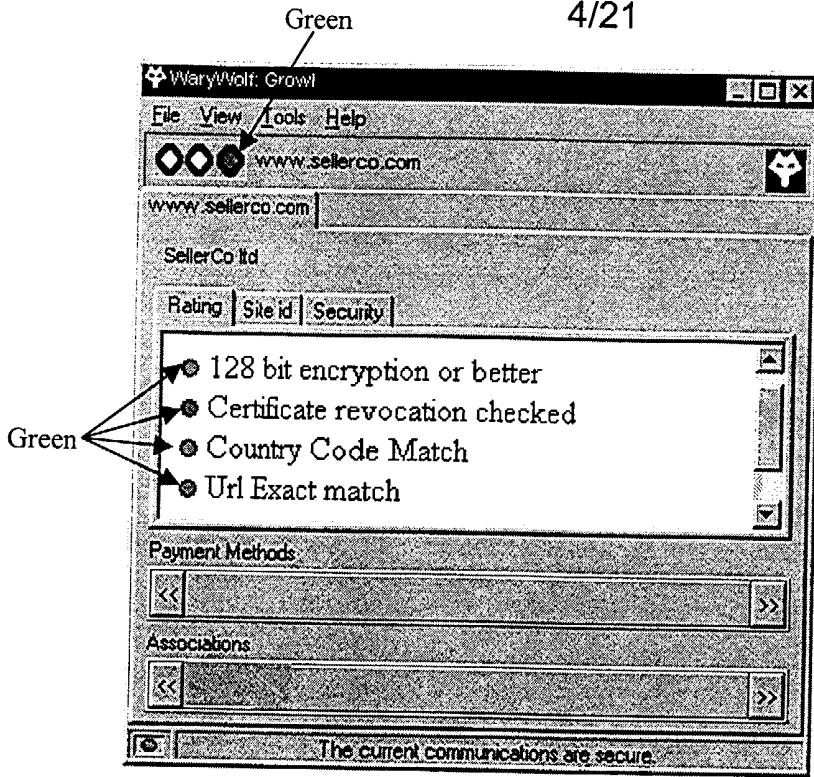 Green
4/21
WaryWolf: Growl
File View Tools Help
www.sellerco.com
www.sellerco.com
SellerCo ltd
Rating Site id Security
128 bit encryption or better
Certificate revocation checked
Green
Country Code Match
Url Exact match
Payment Methods
<< >>
Associations
<< >>
The current communications are secure.